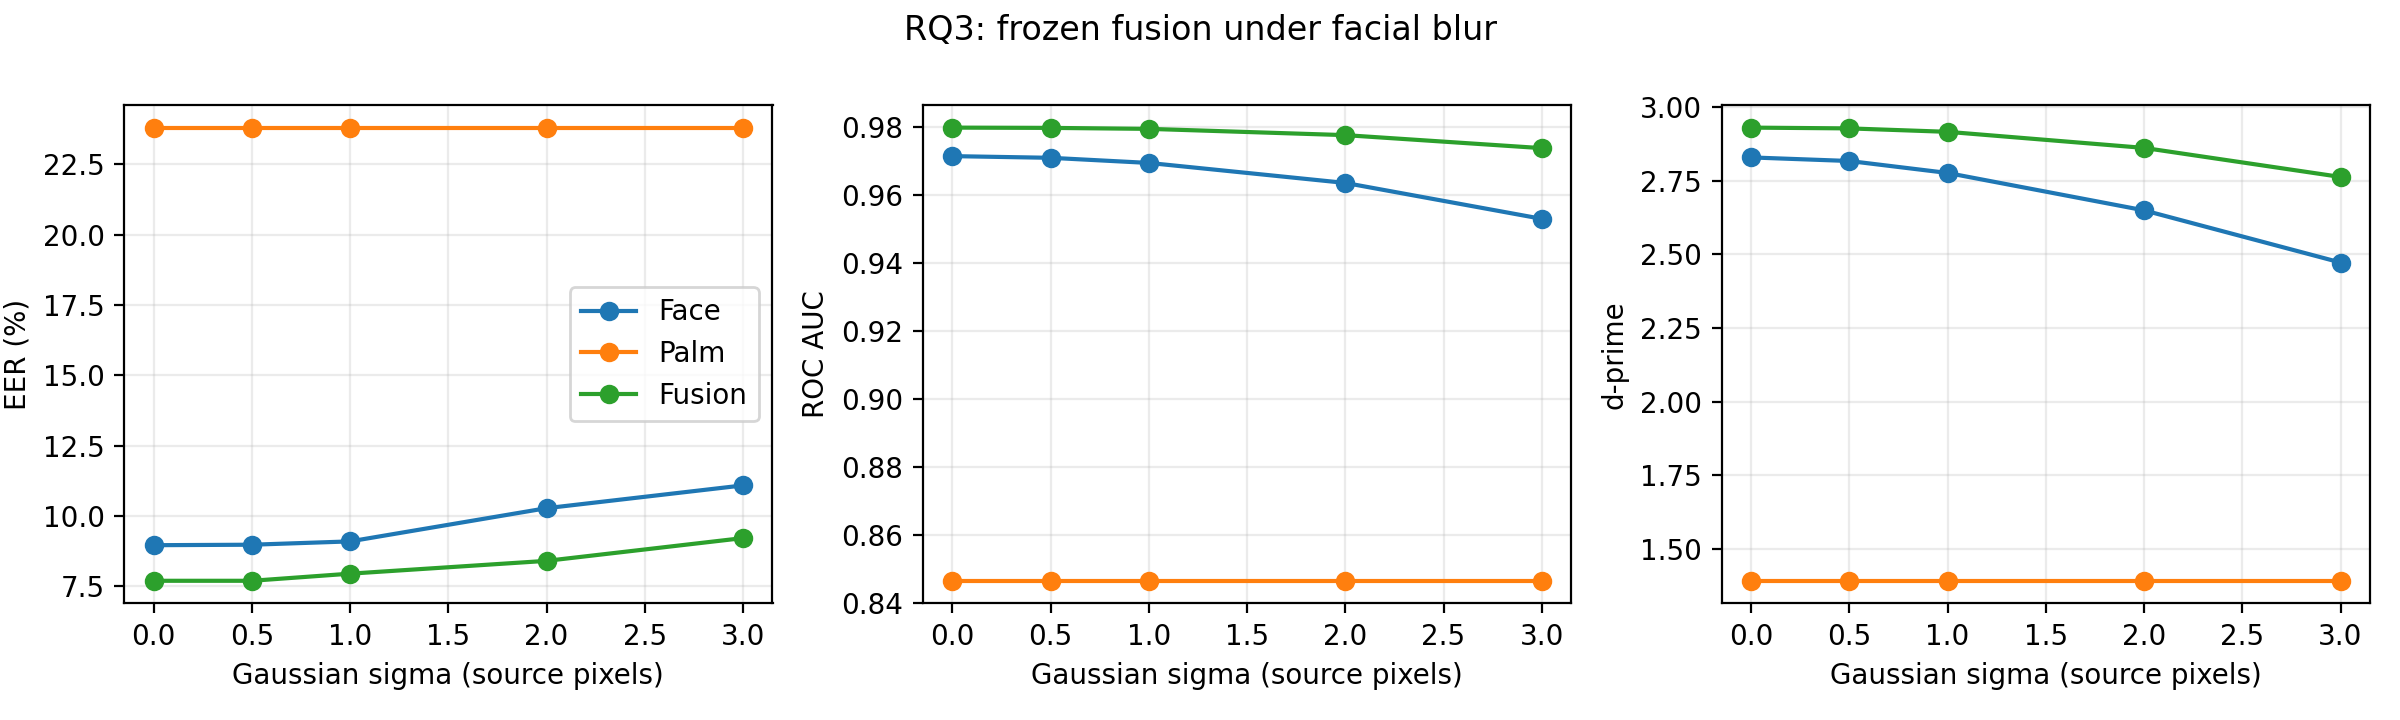 RQ3: frozen fusion under facial blur
EER (%)
22.5
20.0
17.5
15.0
12.5
10.0
7.5
Face
Palm
Fusion
0.0 0.5 1.0 1.5 2.0 2.5 3.0
Gaussian sigma (source pixels)
ROC AUC
0.98
0.96
0.94
0.92
0.90
0.88
0.86
0.84
0.0 0.5 1.0 1.5 2.0 2.5 3.0
Gaussian sigma (source pixels)
d-prime
3.00
2.75
2.50
2.25
2.00
1.75
1.50
0.0 0.5 1.0 1.5 2.0 2.5 3.0
Gaussian sigma (source pixels)